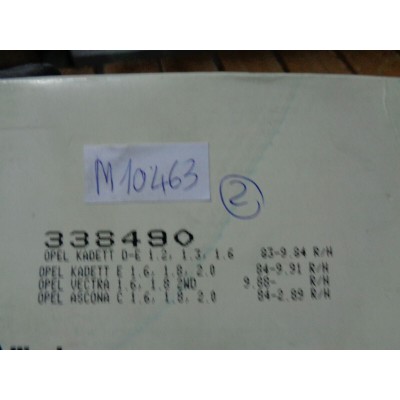 M10463
2
338490
OPEL KADETT D-E 1.2, 1.3, 1.6 83-9.84 R/H
OPEL KADETT E 1.6, 1.8, 2.0 84-9.91 R/H
OPEL VECTRA 1.6, 1.8 2WD 9.88- R/H
OPEL ASCONA C 1.6, 1.8, 2.0 84-2.89 R/H